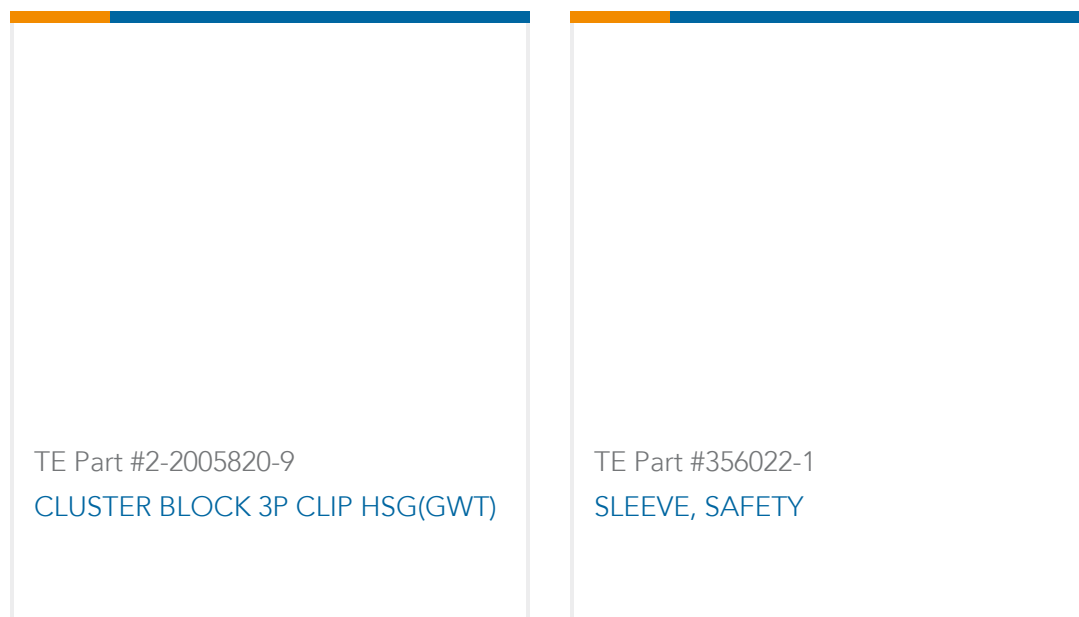 TE Part #2-2005820-9
CLUSTER BLOCK 3P CLIP HSG(GWT)
TE Part #356022-1
SLEEVE, SAFETY